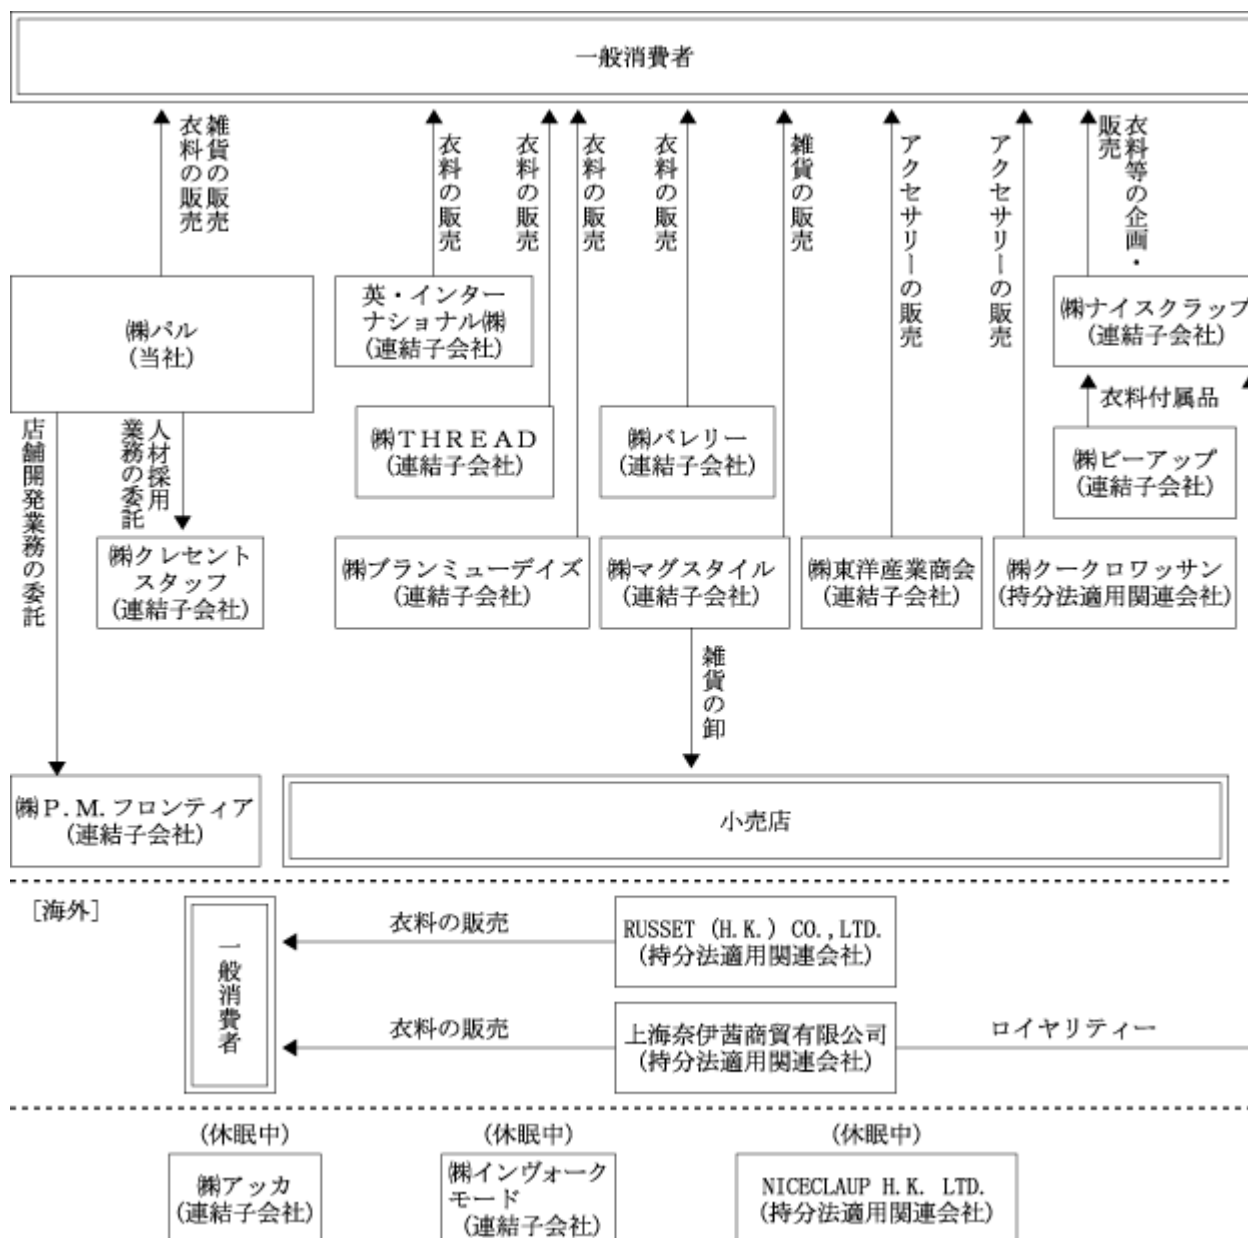 一般消費者
雑貨の販売
衣料の販売
衣料の販売
衣料の販売
衣料の販売
衣料の販売
雑貨の販売
アクセサリーの販売
アクセサリーの販売
衣料等の企画・
販売
㈱パル
(当社)
英・インター
ナショナル㈱
(連結子会社)
㈱ナイスクラップ
(連結子会社)
衣料付属品
㈱ＴＨＲＥＡＤ
(連結子会社)
㈱バレリー
(連結子会社)
㈱ビーアップ
(連結子会社)
店舗開発業務の委託
人材採用
業務の委託
㈱クレセント
スタッフ
(連結子会社)
㈱ブランミューデイズ
(連結子会社)
㈱マグスタイル
(連結子会社)
㈱東洋産業商会
(連結子会社)
㈱クークロワッサン
(持分法適用関連会社)
雑貨の卸
㈱Ｐ.Ｍ.フロンティア
(連結子会社)
小売店
[海外]
一般消費者
衣料の販売
RUSSET (H.K.) CO.,LTD.
(持分法適用関連会社)
衣料の販売
上海奈伊茜商貿有限公司
(持分法適用関連会社)
ロイヤリティー
(休眠中)
(休眠中)
(休眠中)
㈱アッカ
(連結子会社)
㈱インヴォーク
モード
(連結子会社)
NICECLAUP H.K. LTD.
(持分法適用関連会社)